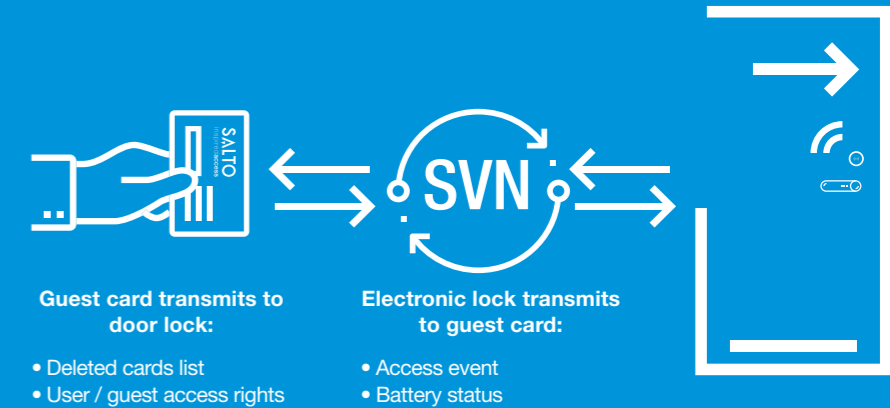 SALTO
inspiredaccess
SVN
Guest card transmits to
door lock:
• Deleted cards list
• User / guest access rights
Electronic lock transmits
to guest card:
• Access event
• Battery status